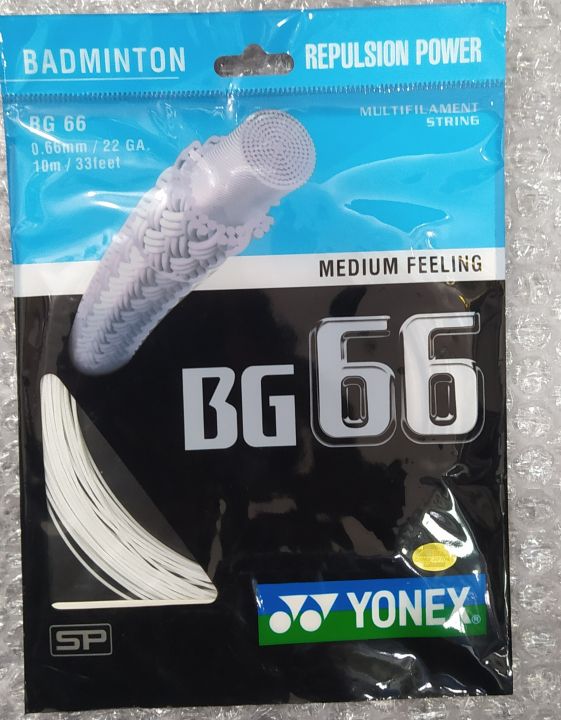 BADMINTON
REPULSION POWER
BG 66
0.66mm / 22 GA.
10m / 33feet
MULTIFILAMENT
STRING
MEDIUM FEELING
BG 66
YONEX®
SP